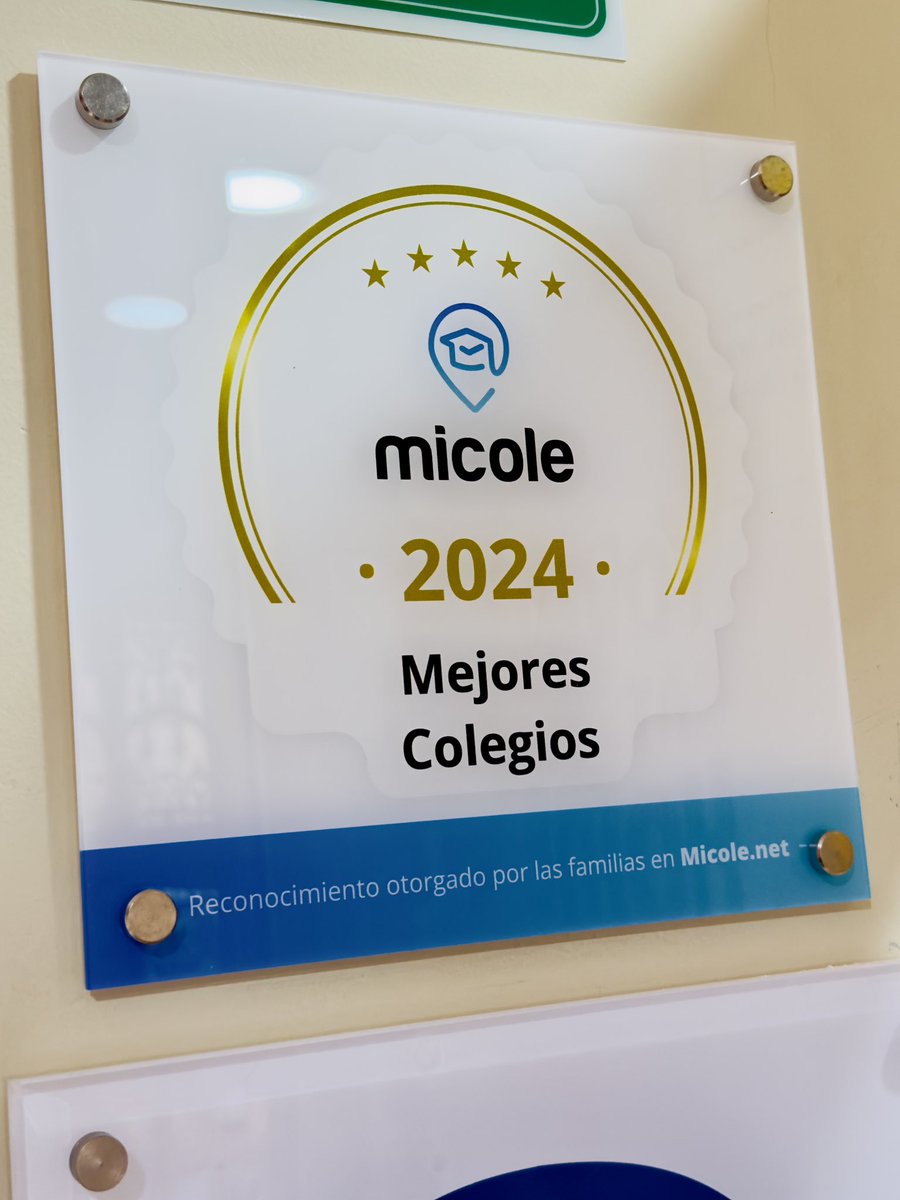 micole
· 2024 ·
Mejores
Colegios
Reconocimiento otorgado por las familias en Micole.net